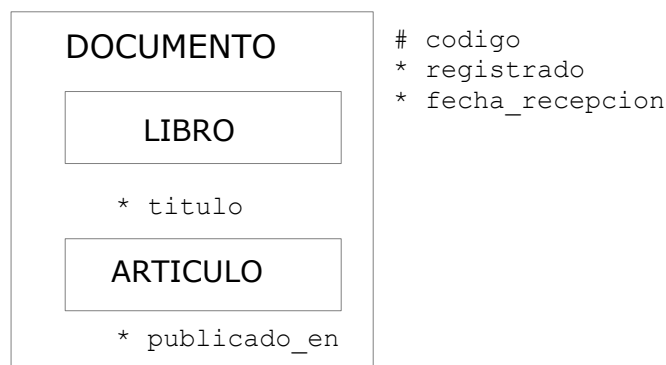 DOCUMENTO
# codigo
* registrado
* fecha_recepcion
LIBRO
* titulo
ARTICULO
* publicado_en